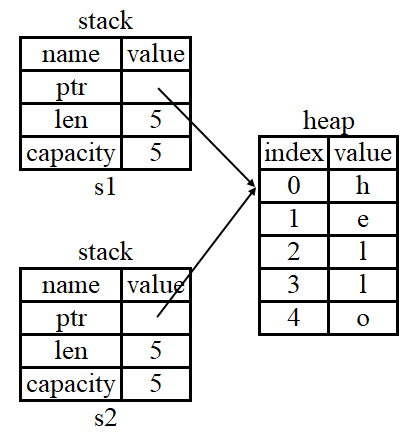 stack
name value
ptr
len 5
capacity 5
s1
heap
index value
0 h
1 e
2 l
3 l
4 o
stack
name value
ptr
len 5
capacity 5
s2